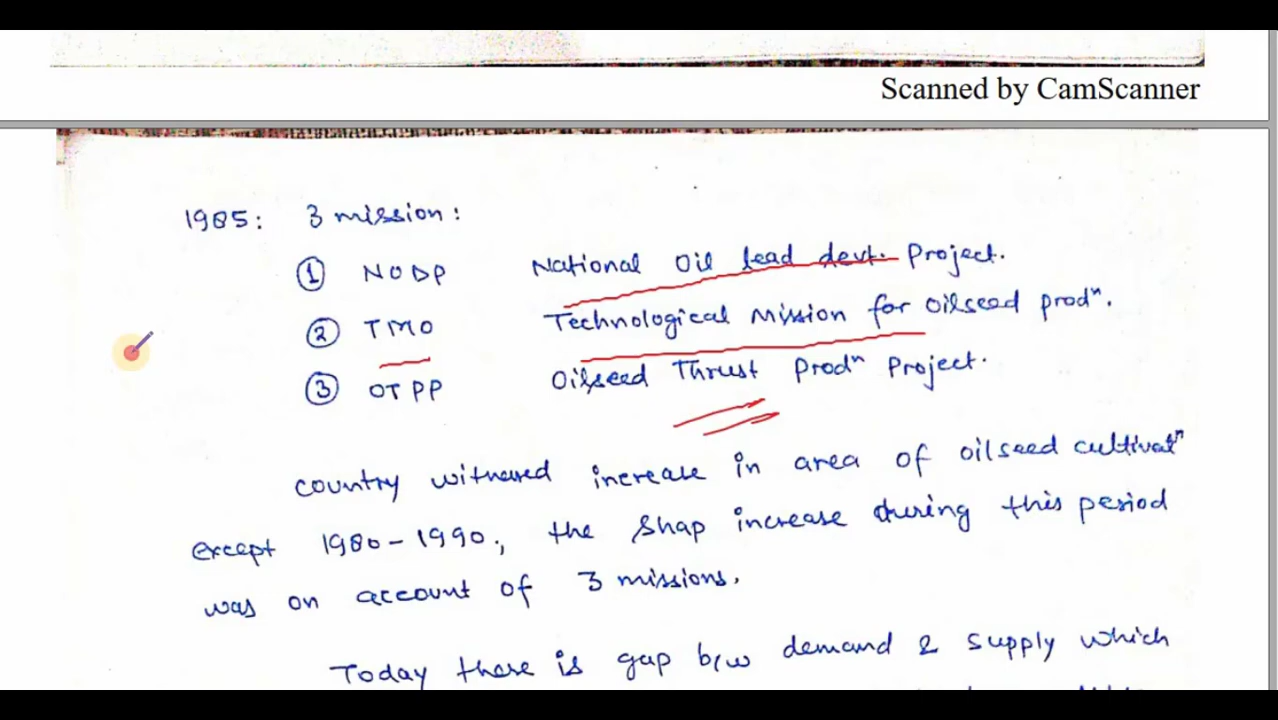 Scanned by CamScanner
1985: 3 mission:
① NODP National Oil lead devt. Project.
② TMO Technological Mission for oilseed prodⁿ.
③ OTPP Oilseed Thrust Prodⁿ Project.
Country witnessed increase in area of oilseed cultivatⁿ
except 1980-1990, the shap increase during this period
was on account of 3 missions.
Today there is gap b/w demand & supply which